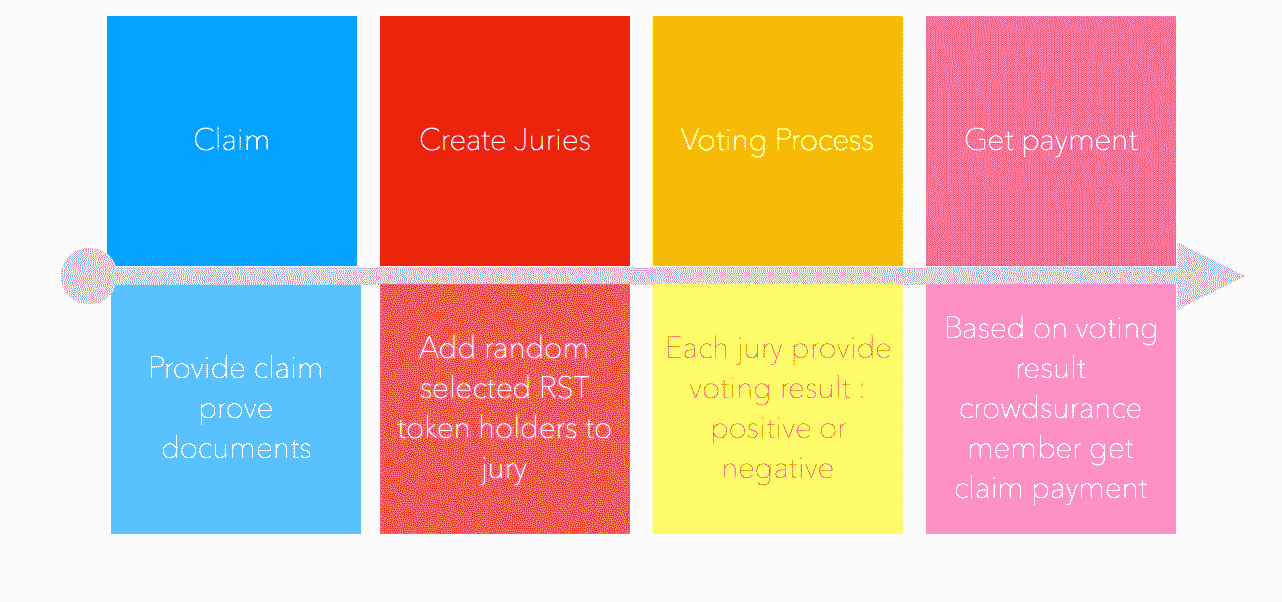 Claim
Create Juries
Voting Process
Get payment
Provide claim
prove
documents
Add random
selected RST
token holders to
jury
Each jury provide
voting result :
positive or
negative
Based on voting
result
crowdsurance
member get
claim payment